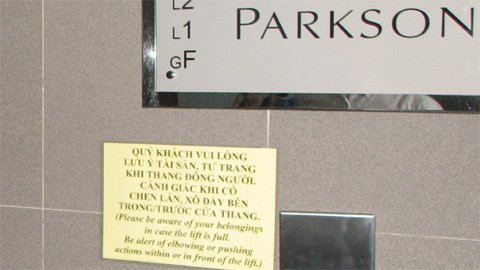 L2
L1
GF
PARKSON
QUÝ KHÁCH VUI LÒNG
LƯU Ý TÀI SẢN, TƯ TRANG
KHI THANG ĐÔNG NGƯỜI.
CẢNH GIÁC KHI CÓ
CHEN LẤN, XÔ ĐẨY BÊN
TRONG/TRƯỚC CỬA THANG.
(Please be aware of your belongings
in case the lift is full.
Be alert of elbowing or pushing
actions within or in front of the lift.)